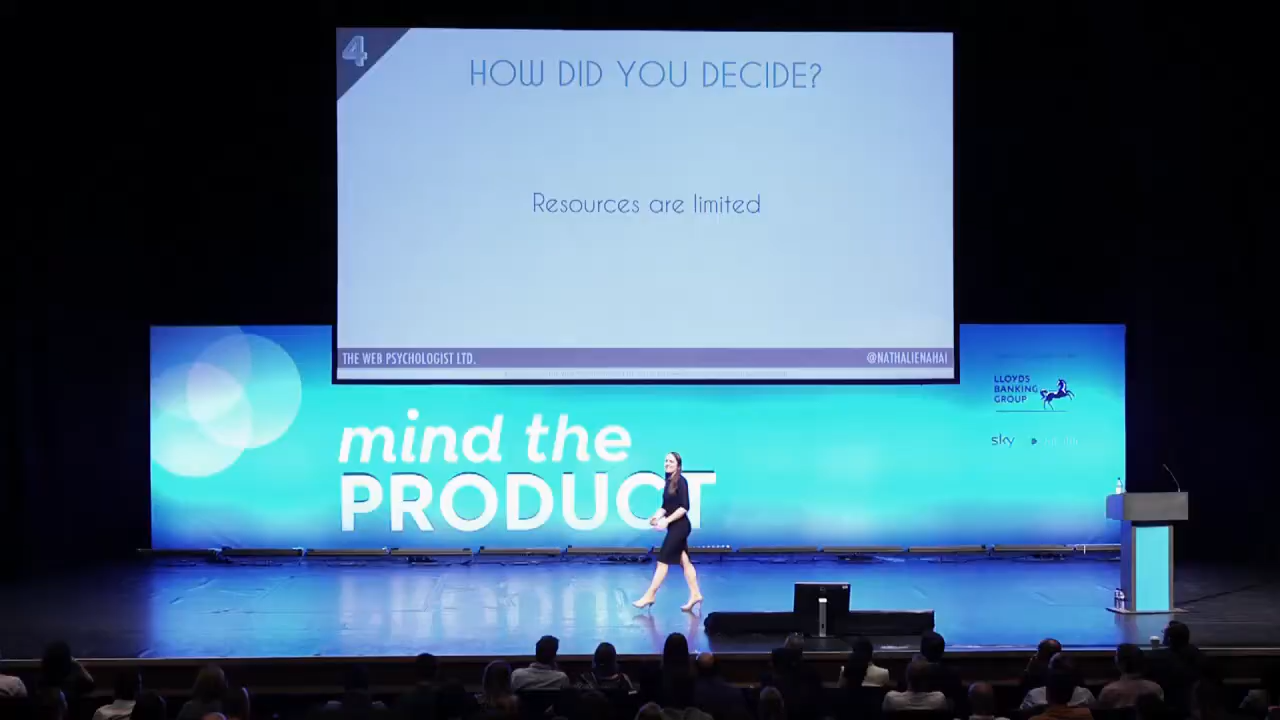 4
HOW DID YOU DECIDE?
Resources are limited
THE WEB PSYCHOLOGIST LTD.
@NATHALIENAHAI
mind the
PRODUCT
LLOYDS
BANKING
GROUP
sky